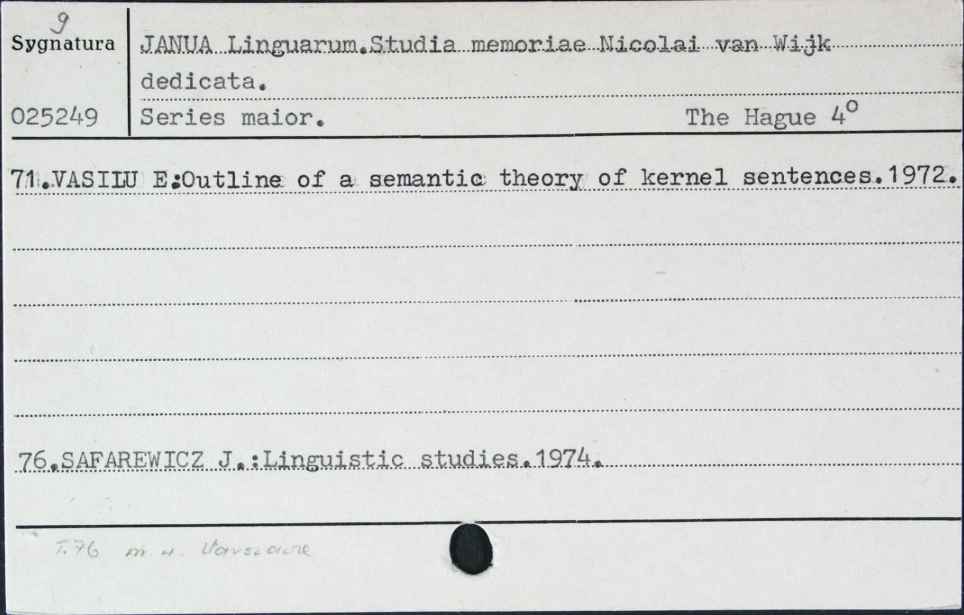 9
Sygnatura
JANUA Linguarum.Studia memoriae Nicolai van Wijk
dedicata.
025249
Series maior. The Hague 4º
71.VASILU E:Outline of a semantic theory of kernel sentences.1972.
76.SAFAREWICZ J.:Linguistic studies.1974.
T.76 m